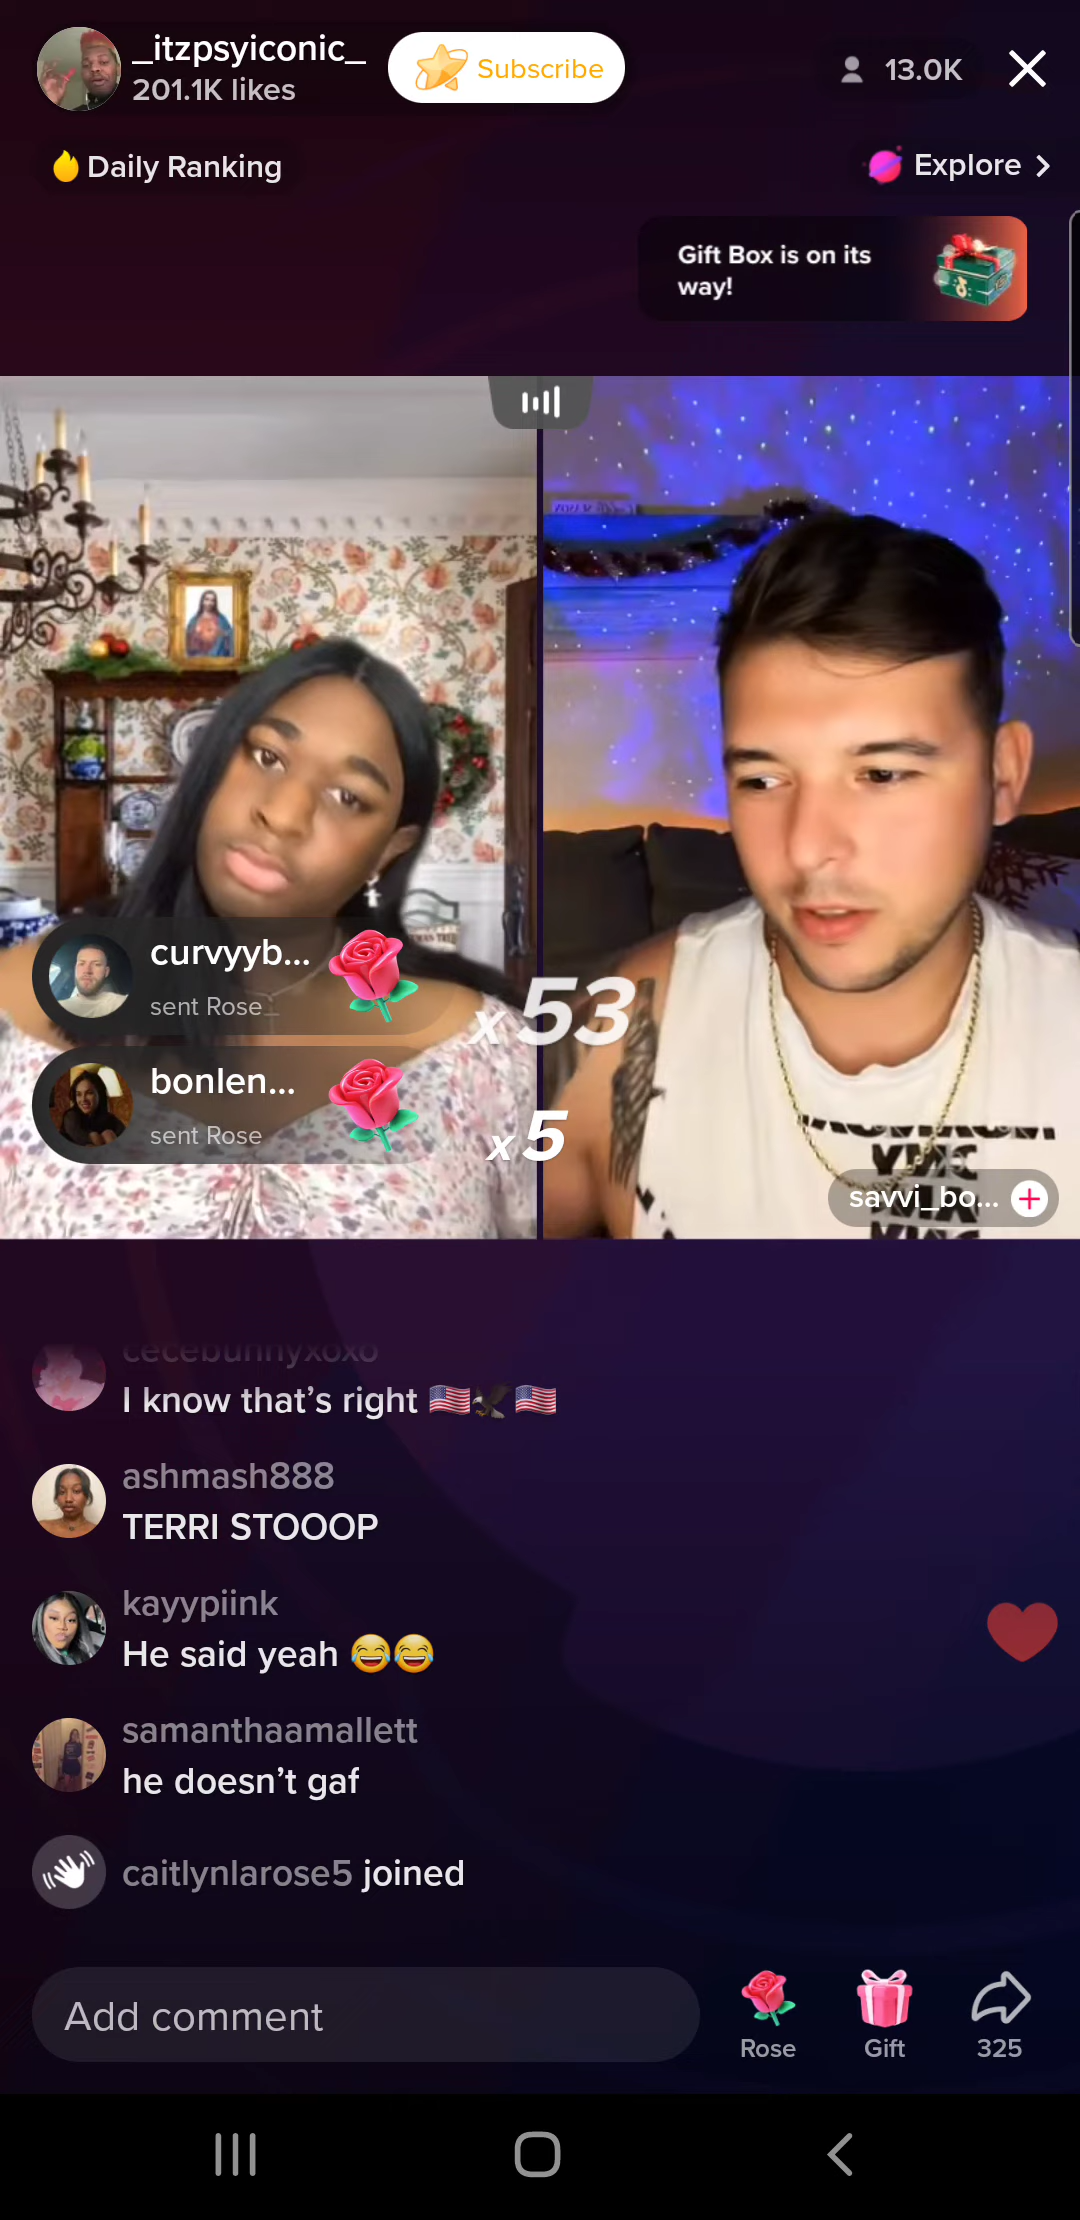 _itzpsyiconic_
201.1K likes
Subscribe
13.0K
Daily Ranking
Explore
Gift Box is on its
way!
curvyyb...
sent Rose
x53
bonlen...
sent Rose
x5
savvi_bo...
cecebunnyxoxo
I know that’s right 🇺🇸🦅🇺🇸
ashmash888
TERRI STOOOP
kayypiink
He said yeah 😂😂
samanthaamallett
he doesn’t gaf
caitlynlarose5 joined
Add comment
Rose
Gift
325